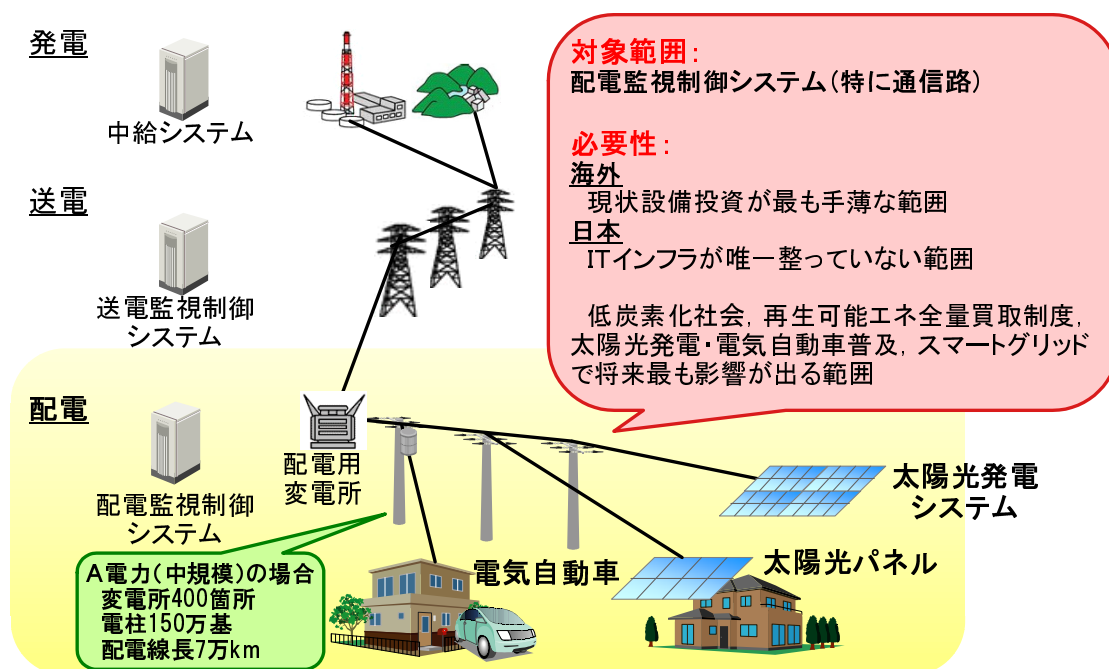 発電
中給システム
対象範囲：
配電監視制御システム（特に通信路）
必要性：
海外
現状設備投資が最も手薄な範囲
日本
ITインフラが唯一整っていない範囲
低炭素化社会，再生可能エネ全量買取制度，
太陽光発電・電気自動車普及，スマートグリッド
で将来最も影響が出る範囲
送電
送電監視制御
システム
配電
配電監視制御
システム
配電用
変電所
太陽光発電
システム
電気自動車
太陽光パネル
A電力（中規模）の場合
変電所400箇所
電柱150万基
配電線長7万km